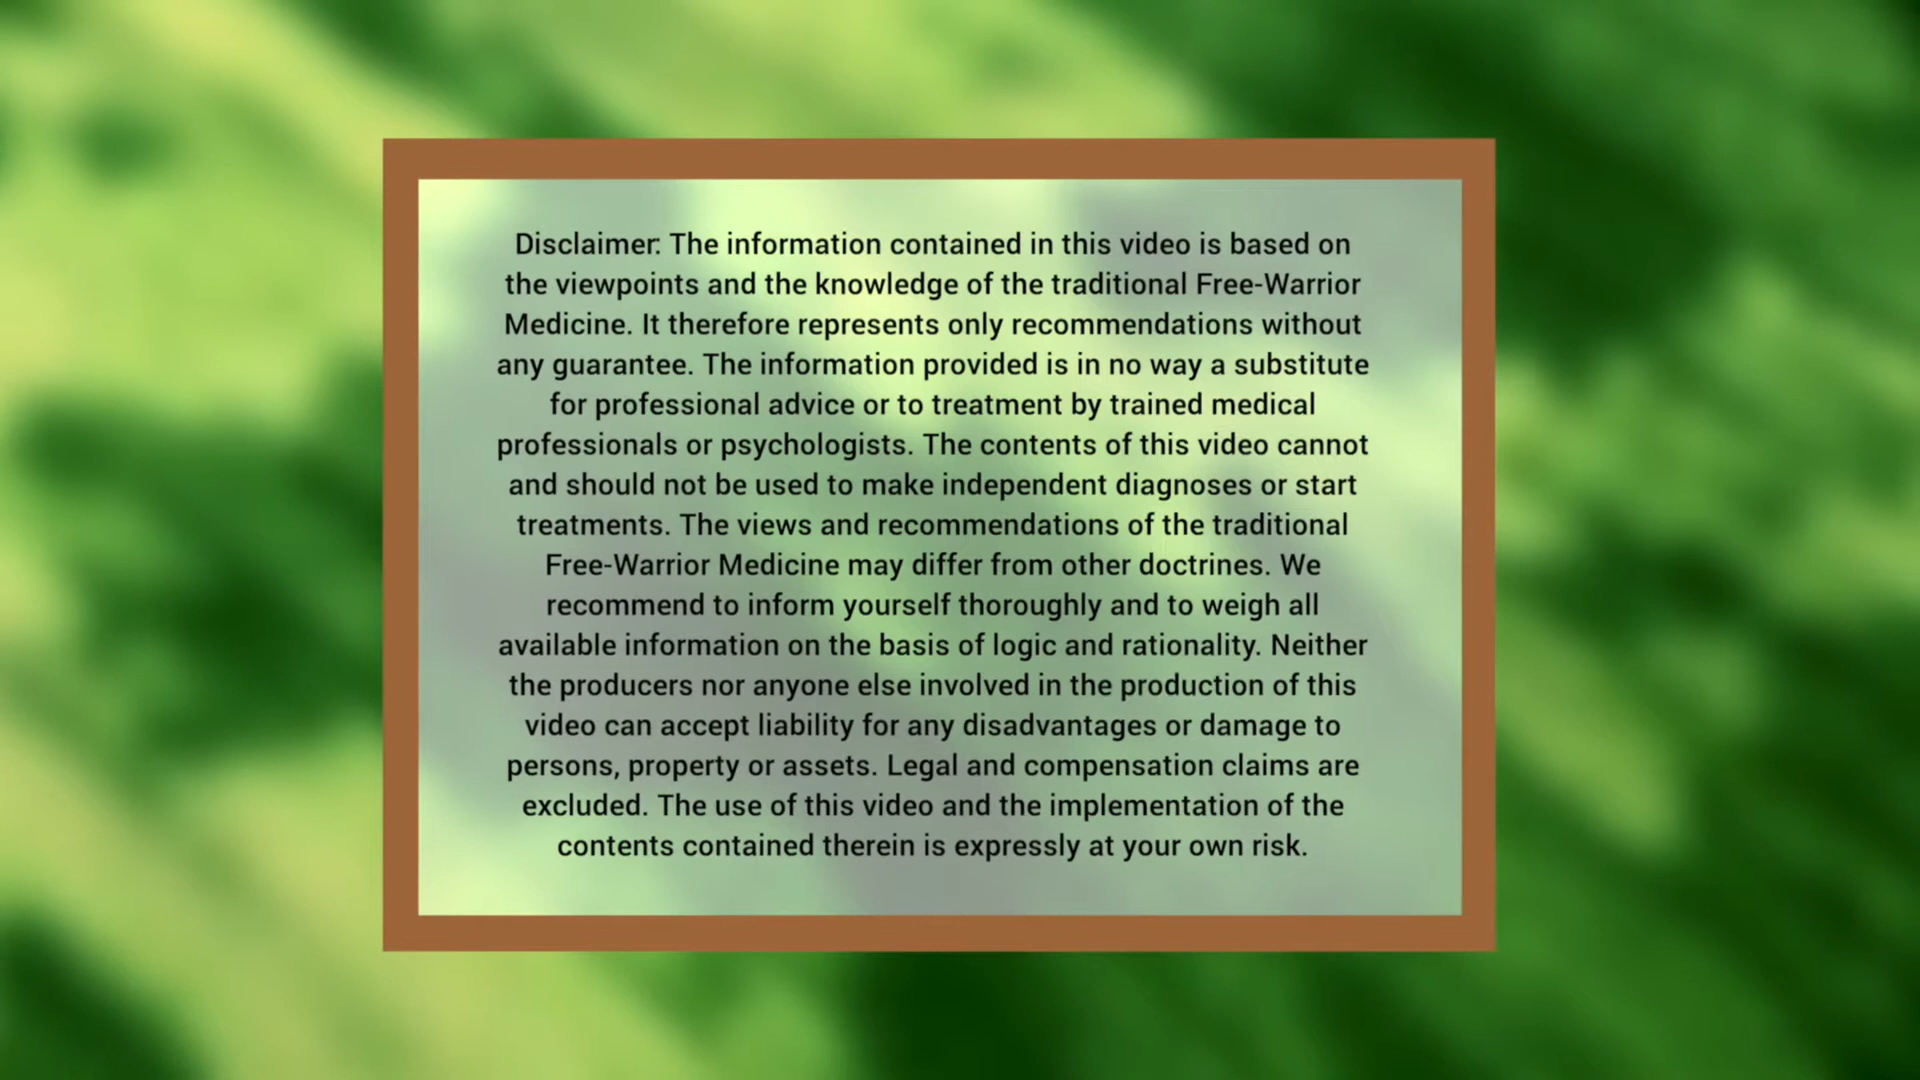 Disclaimer: The information contained in this video is based on
the viewpoints and the knowledge of the traditional Free-Warrior
Medicine. It therefore represents only recommendations without
any guarantee. The information provided is in no way a substitute
for professional advice or to treatment by trained medical
professionals or psychologists. The contents of this video cannot
and should not be used to make independent diagnoses or start
treatments. The views and recommendations of the traditional
Free-Warrior Medicine may differ from other doctrines. We
recommend to inform yourself thoroughly and to weigh all
available information on the basis of logic and rationality. Neither
the producers nor anyone else involved in the production of this
video can accept liability for any disadvantages or damage to
persons, property or assets. Legal and compensation claims are
excluded. The use of this video and the implementation of the
contents contained therein is expressly at your own risk.